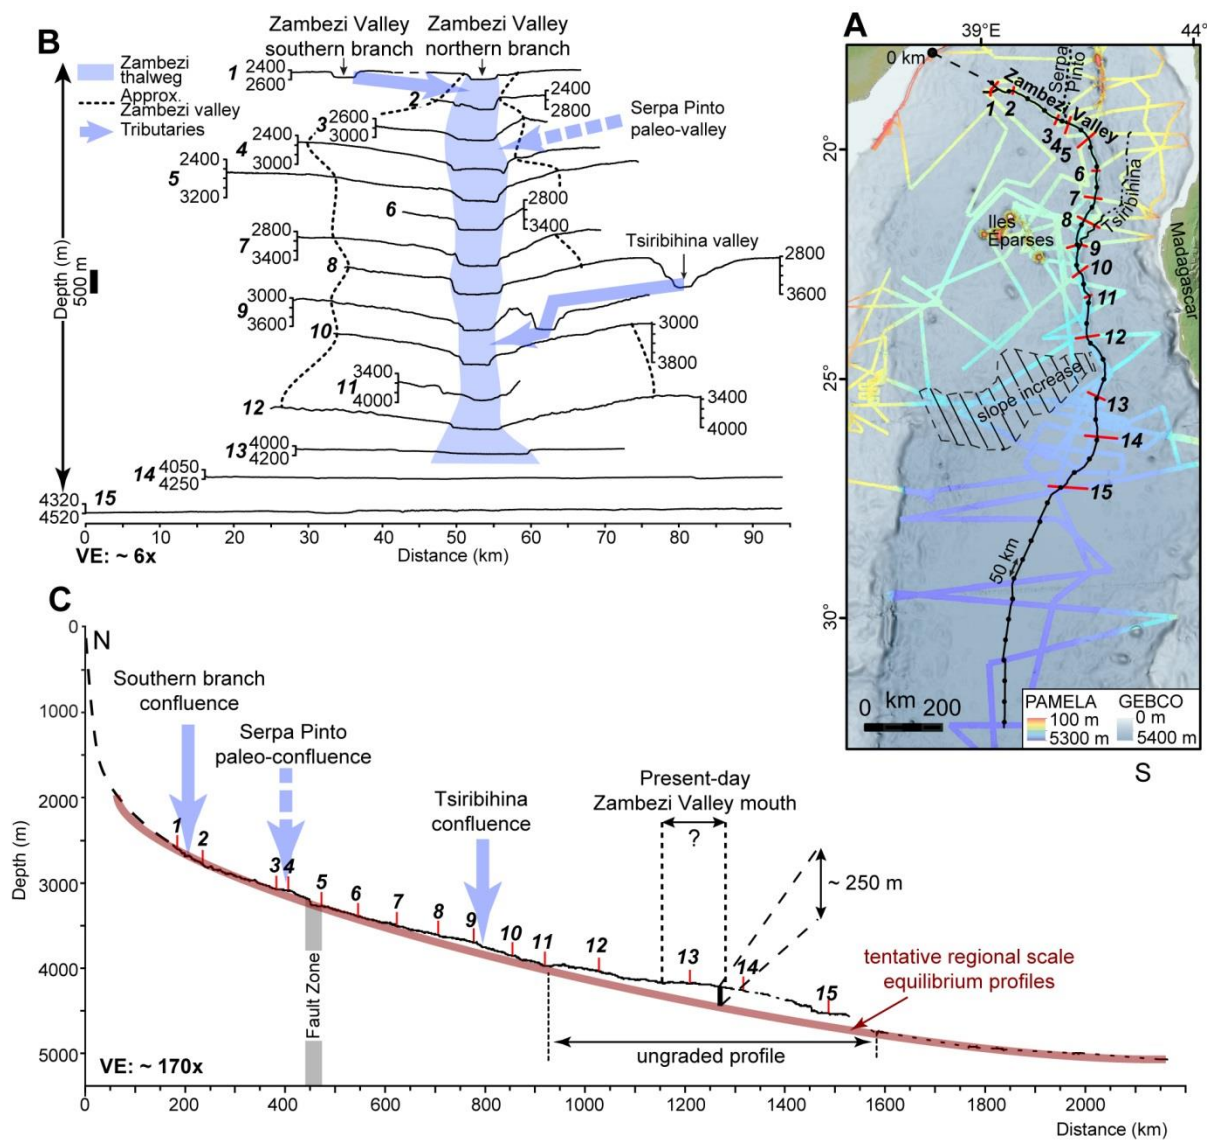 B
Zambezi Valley
southern branch
Zambezi Valley
northern branch
Zambezi
thalweg
Approx.
Zambezi valley
Tributaries
Depth (m)
500 m
1
2400
2600
2
2400
2800
3
2600
3000
Serpa Pinto
paleo-valley
4
2400
3000
5
2400
3200
6
2800
3400
7
2800
3400
Tsiribihina valley
8
2800
3600
9
3000
3600
10
3000
3800
11
3400
4000
12
3400
4000
13
4000
4200
14
4050
4250
15
4320
4520
0 10 20 30 40 50 60 70 80 90
VE: ~ 6x
Distance (km)
A
39°E
44°
0 km
Serpa
Pinto
Zambezi Valley
1 2
3
4
5
20°
6
Tsiribihina
7
8
Iles
Éparses
9
Madagascar
10
11
12
25°
slope increase
13
14
15
50 km
30°
km
0 200
PAMELA
100 m
5300 m
GEBCO
0 m
5400 m
C
0
N
S
Southern branch
confluence
1000
Serpa Pinto
paleo-confluence
Present-day
Zambezi Valley mouth
?
Tsiribihina
confluence
2000
Depth (m)
1
2
3000
3 4
5
6
7
8
9
10
11
12
13
14
15
~ 250 m
4000
tentative regional scale
equilibrium profiles
Fault Zone
ungraded profile
5000
VE: ~ 170x
0 200 400 600 800 1000 1200 1400 1600 1800 2000
Distance (km)